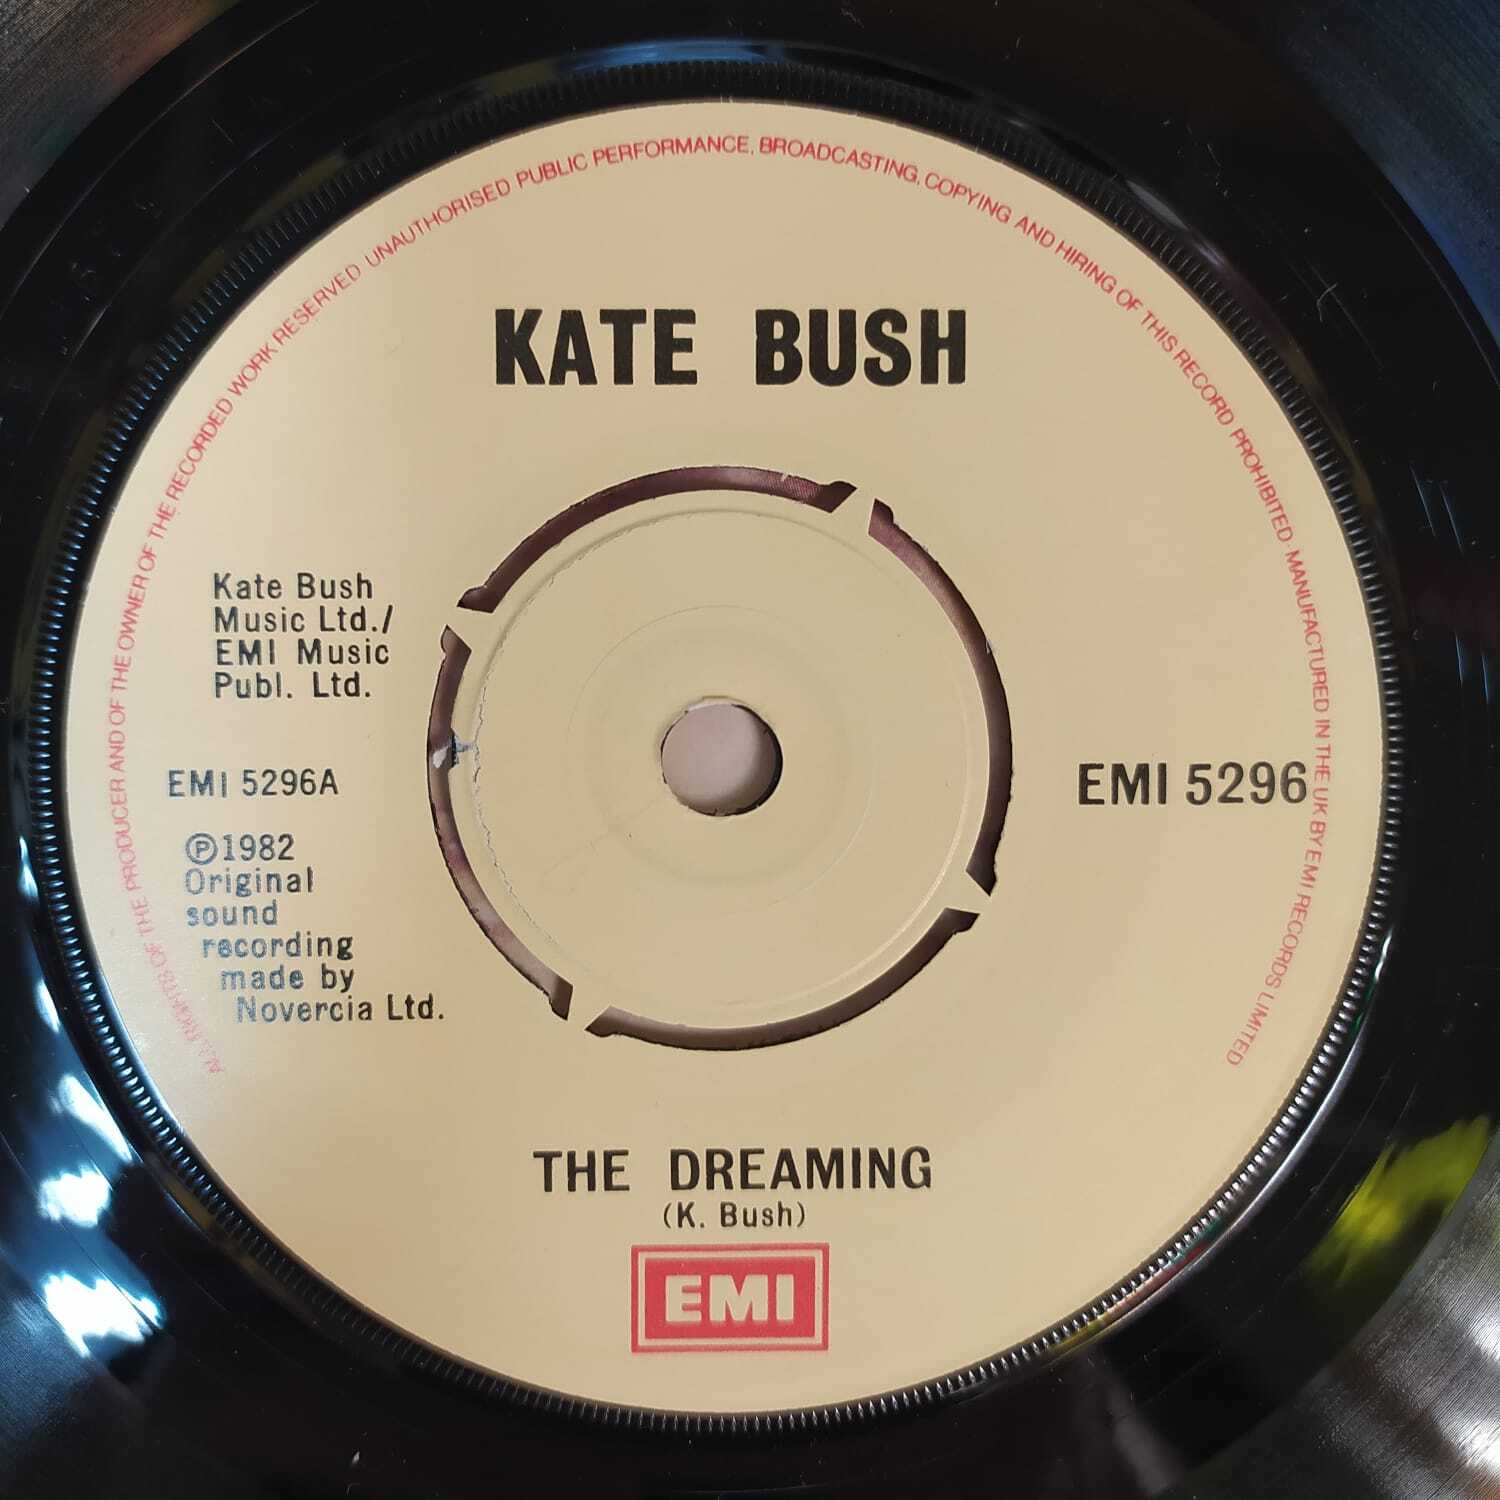 ALL RIGHTS OF THE PRODUCER AND OF THE OWNER OF THE RECORDED WORK RESERVED UNAUTHORISED PUBLIC PERFORMANCE, BROADCASTING, COPYING AND HIRING OF THIS RECORD PROHIBITED · MANUFACTURED IN THE UK BY EMI RECORDS LIMITED
KATE BUSH
Kate Bush
Music Ltd./
EMI Music
Publ. Ltd.
EMI 5296A
EMI 5296
Ⓟ1982
Original
sound
recording
made by
Novercia Ltd.
THE DREAMING
(K. Bush)
EMI